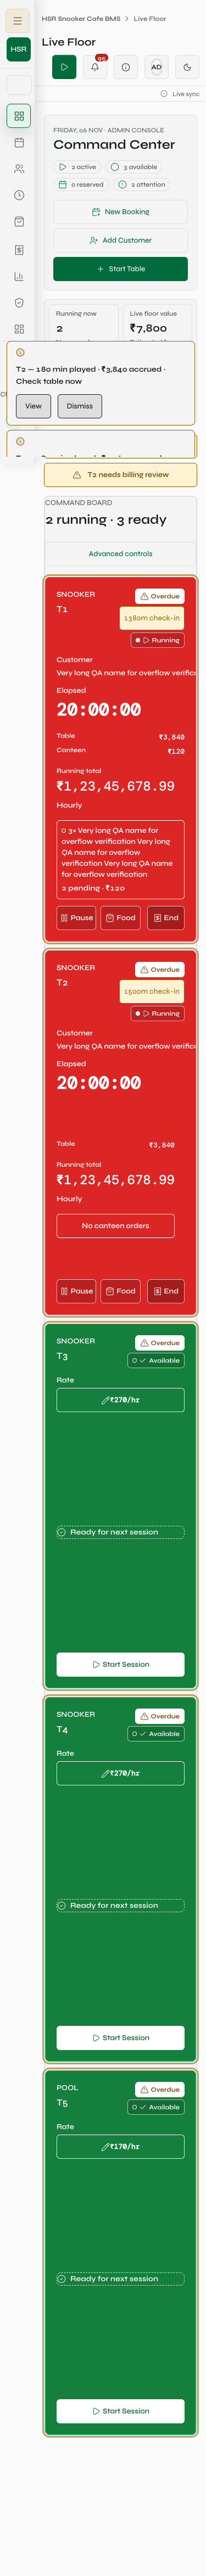 HSR Snooker Cafe BMS > Live Floor
HSR
Live Floor
95
AD
Live sync
FRIDAY, 06 NOV · ADMIN CONSOLE
Command Center
2 active
3 available
0 reserved
2 attention
New Booking
Add Customer
Start Table
Running now
2
Live floor value
₹7,800
T2 — 180 min played · ₹3,840 accrued · Check table now
View
Dismiss
T2 needs billing review
COMMAND BOARD
2 running · 3 ready
Advanced controls
SNOOKER
T1
Overdue
1380m check-in
Running
Customer
Very long QA name for overflow verific
Elapsed
20:00:00
Table ₹3,840
Canteen ₹120
Running total
₹1,23,45,678.99
Hourly
3× Very long QA name for
overflow verification Very long
QA name for overflow
verification Very long QA name
for overflow verification
2 pending · ₹120
Pause
Food
End
SNOOKER
T2
Overdue
1500m check-in
Running
Customer
Very long QA name for overflow verific
Elapsed
20:00:00
Table ₹3,840
Running total
₹1,23,45,678.99
Hourly
No canteen orders
Pause
Food
End
SNOOKER
T3
Overdue
Available
Rate
₹270/hr
Ready for next session
Start Session
SNOOKER
T4
Overdue
Available
Rate
₹270/hr
Ready for next session
Start Session
POOL
T5
Overdue
Available
Rate
₹170/hr
Ready for next session
Start Session